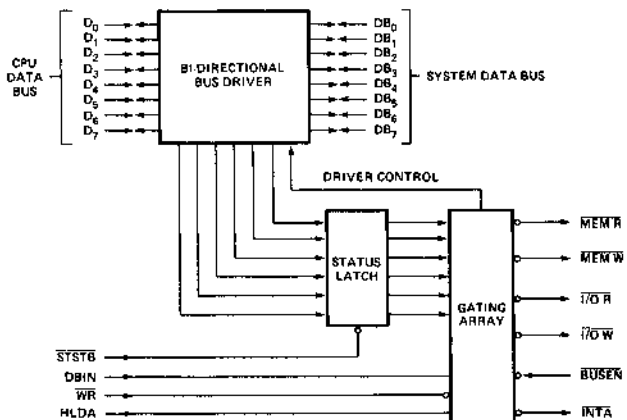 CPU
DATA
BUS
D0
D1
D2
D3
D4
D5
D6
D7
BI-DIRECTIONAL
BUS DRIVER
DB0
DB1
DB2
DB3
DB4
DB5
DB6
DB7
SYSTEM DATA BUS
DRIVER CONTROL
STATUS
LATCH
GATING
ARRAY
MEM R
MEM W
I/O R
I/O W
BUSEN
INTA
STSTB
DBIN
WR
HLDA